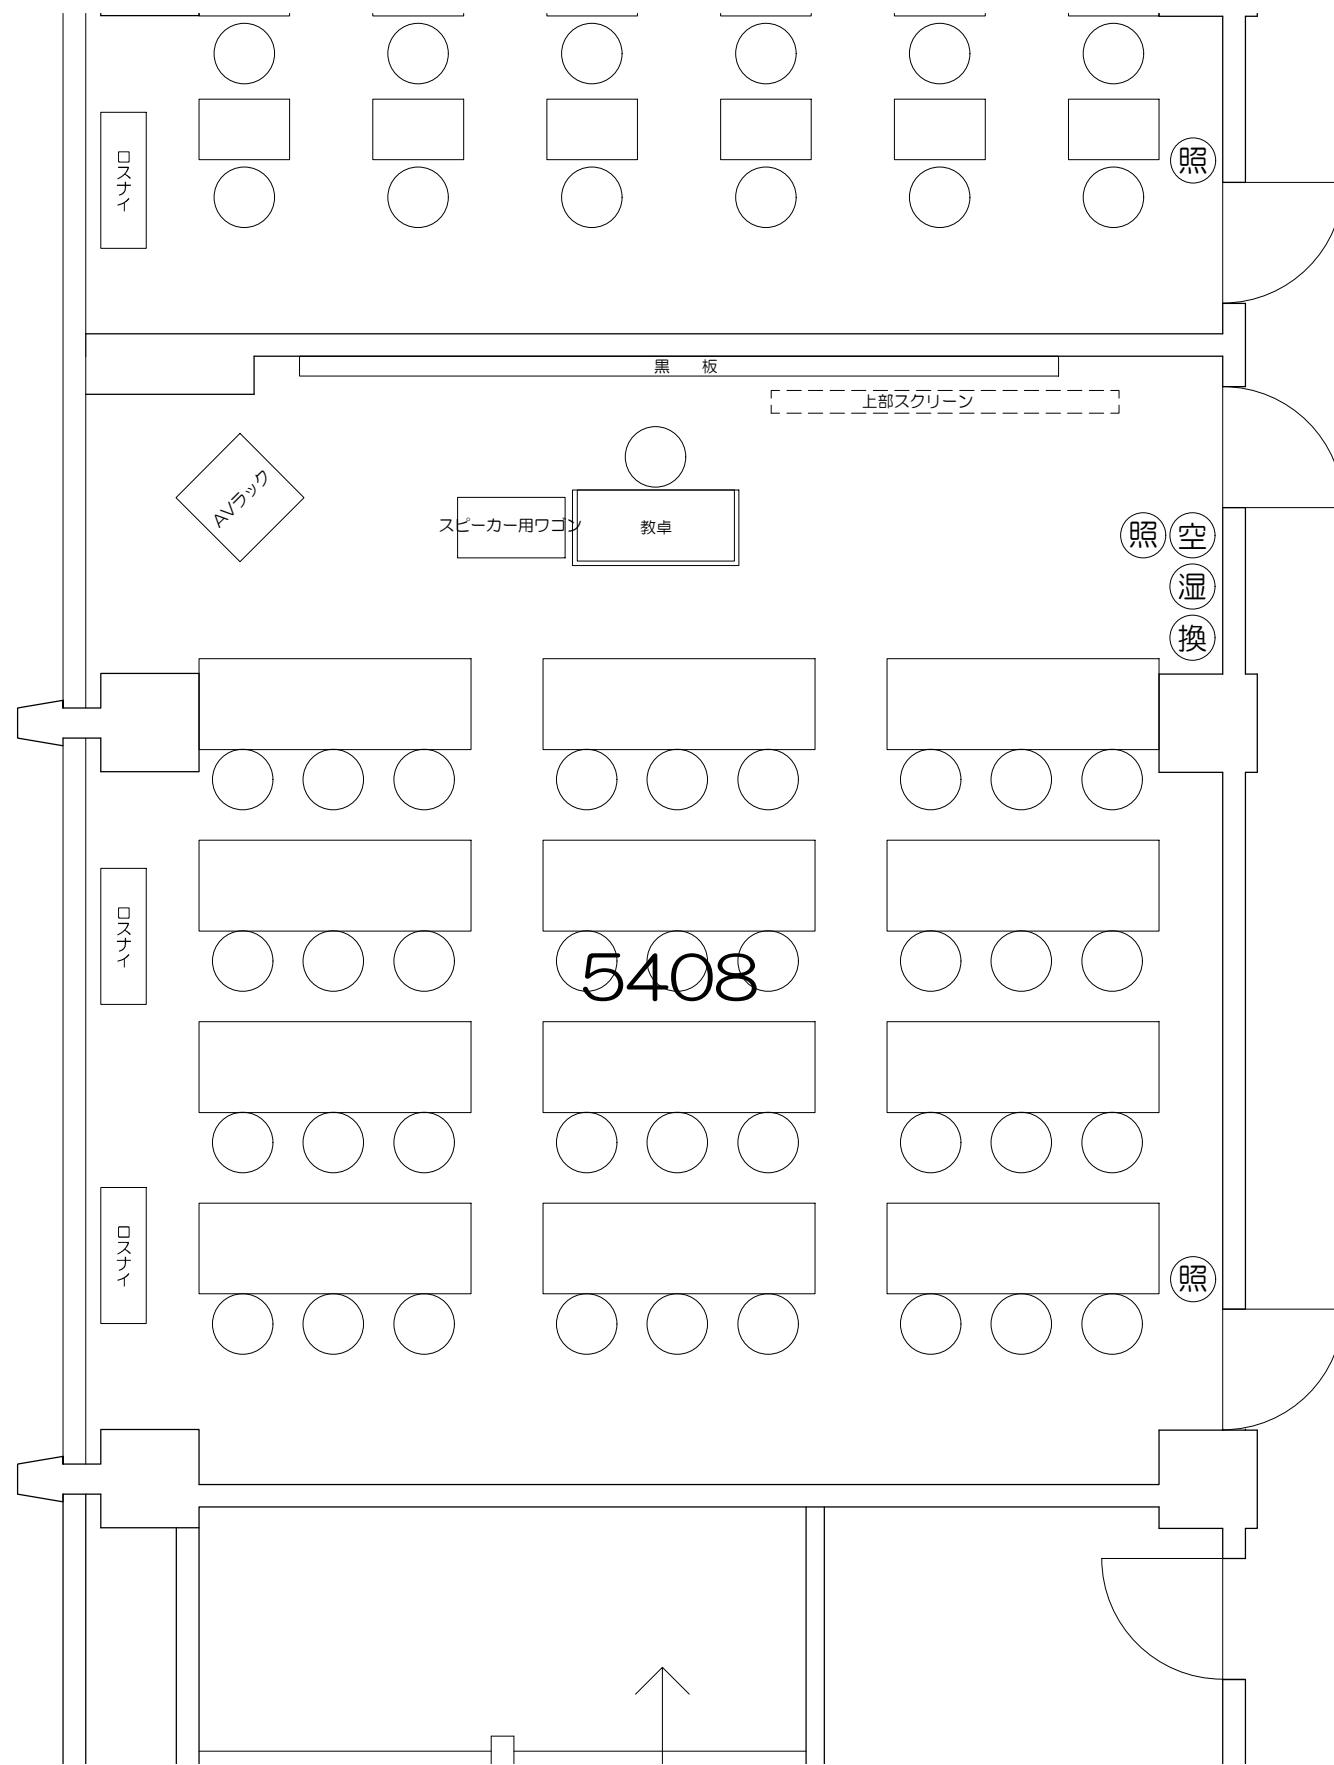 ロスナイ
照
黒 板
上部スクリーン
AVラック
スピーカー用ワゴン
教卓
照
空
湿
換
ロスナイ
5408
ロスナイ
照